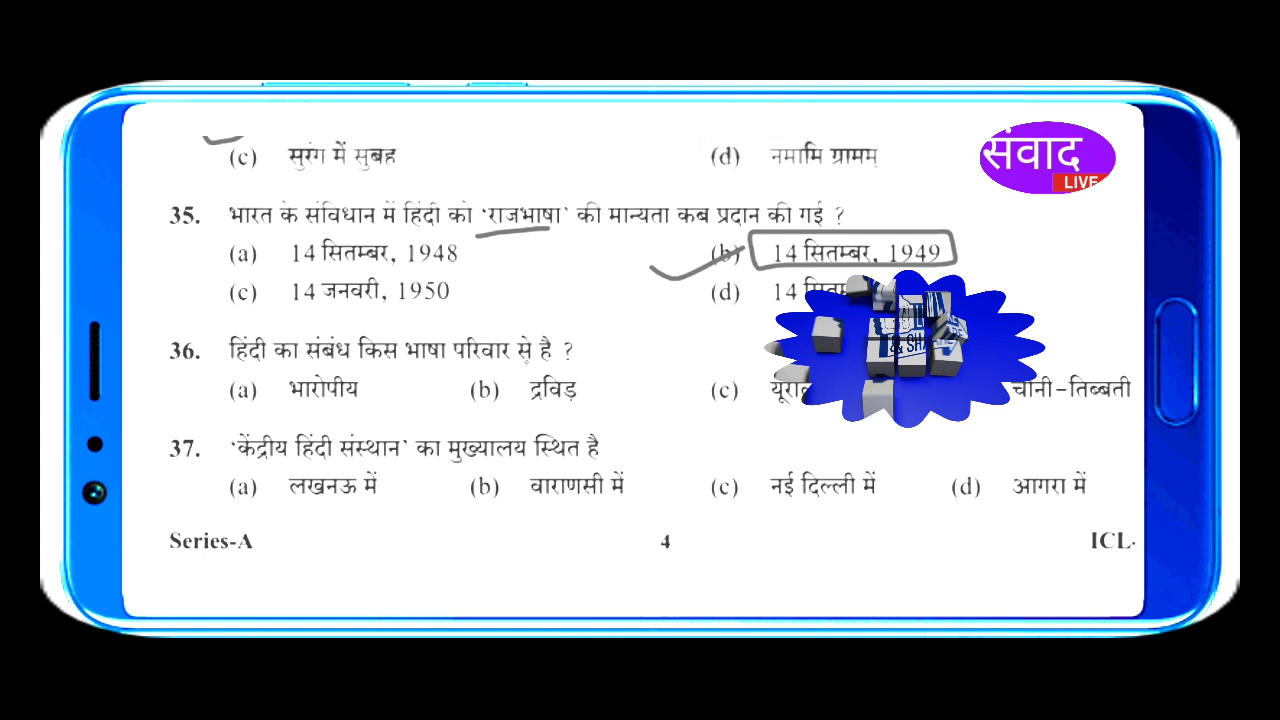 (c) सुरंग में सुबह (d) नमामि ग्रामम्
संवाद
LIVE
35. भारत के संविधान में हिंदी को 'राजभाषा' की मान्यता कब प्रदान की गई ?
(a) 14 सितम्बर, 1948 (b) 14 सितम्बर, 1949
(c) 14 जनवरी, 1950 (d) 14
36. हिंदी का संबंध किस भाषा परिवार से है ?
(a) भारोपीय (b) द्रविड़ (c) चीनी-तिब्बती
37. 'केंद्रीय हिंदी संस्थान' का मुख्यालय स्थित है
(a) लखनऊ में (b) वाराणसी में (c) नई दिल्ली में (d) आगरा में
Series-A 4 ICL-